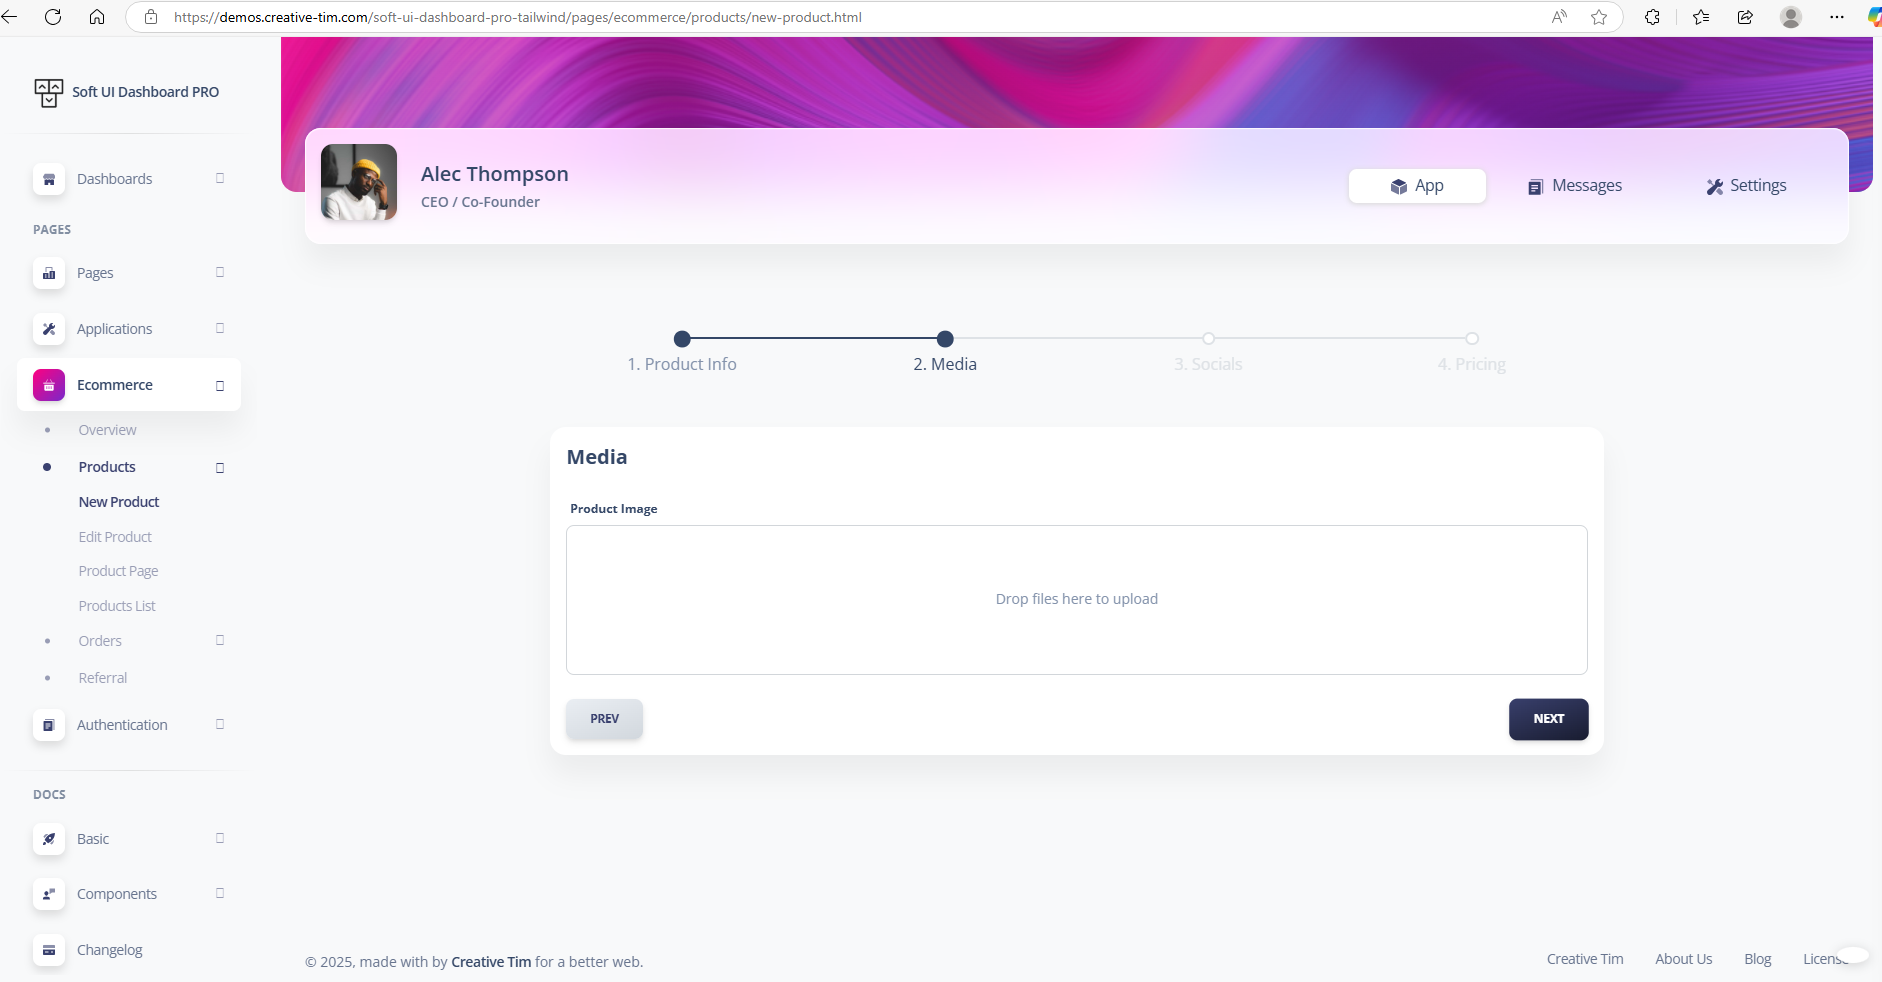 https://demos.creative-tim.com/soft-ui-dashboard-pro-tailwind/pages/ecommerce/products/new-product.html
Soft UI Dashboard PRO
Dashboards
PAGES
Pages
Applications
Ecommerce
Overview
Products
New Product
Edit Product
Product Page
Products List
Orders
Referral
Authentication
DOCS
Basic
Components
Changelog
Alec Thompson
CEO / Co-Founder
App
Messages
Settings
1. Product Info
2. Media
3. Socials
4. Pricing
Media
Product Image
Drop files here to upload
PREV
NEXT
© 2025, made with by Creative Tim for a better web.
Creative Tim
About Us
Blog
License